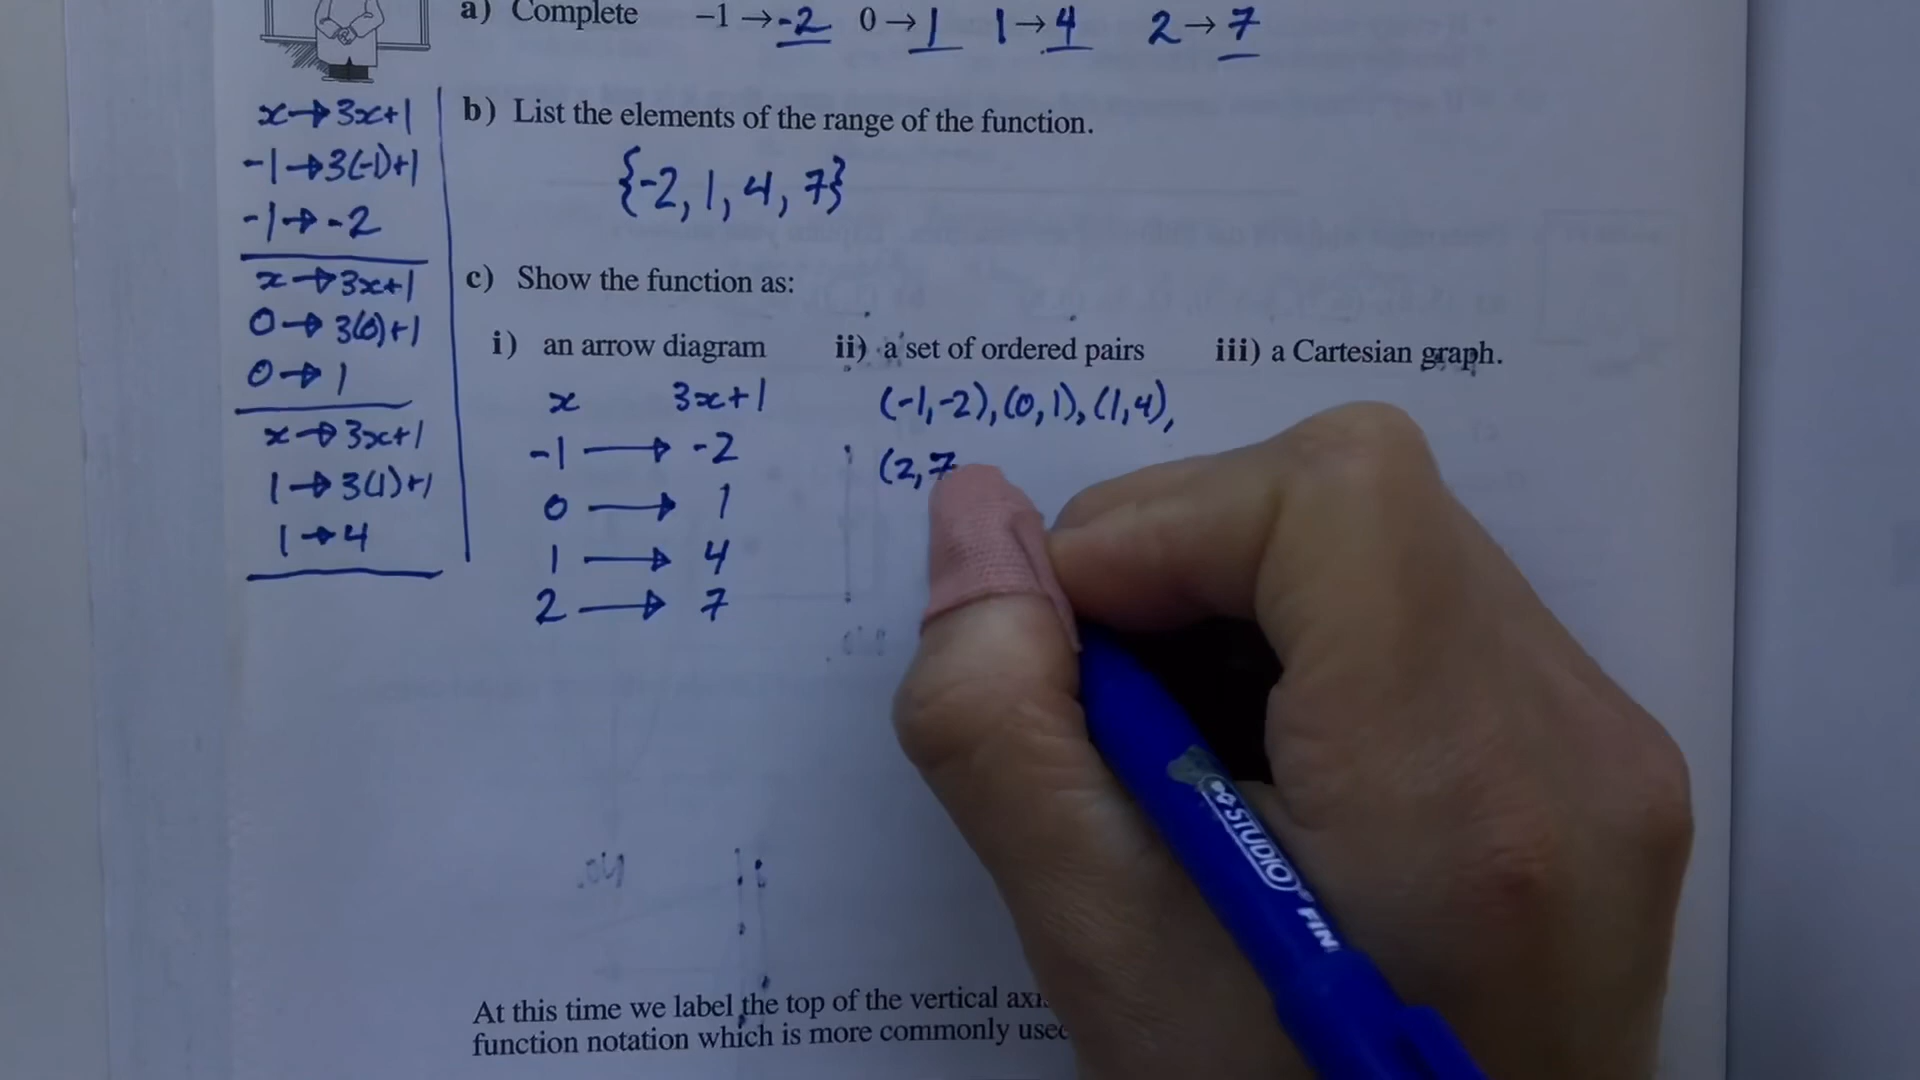 a) Complete -1 → -2 0 → 1 1 → 4 2 → 7
x → 3x+1
-1 → 3(-1)+1
-1 → -2
x → 3x+1
0 → 3(0)+1
0 → 1
x → 3x+1
1 → 3(1)+1
1 → 4
b) List the elements of the range of the function.
{-2, 1, 4, 7}
c) Show the function as:
i) an arrow diagram
x 3x+1
-1 → -2
0 → 1
1 → 4
2 → 7
ii) a set of ordered pairs
(-1,-2), (0,1), (1,4),
(2,7
iii) a Cartesian graph.
At this time we label the top of the vertical
function notation which is more commonly
STUDIO FIN